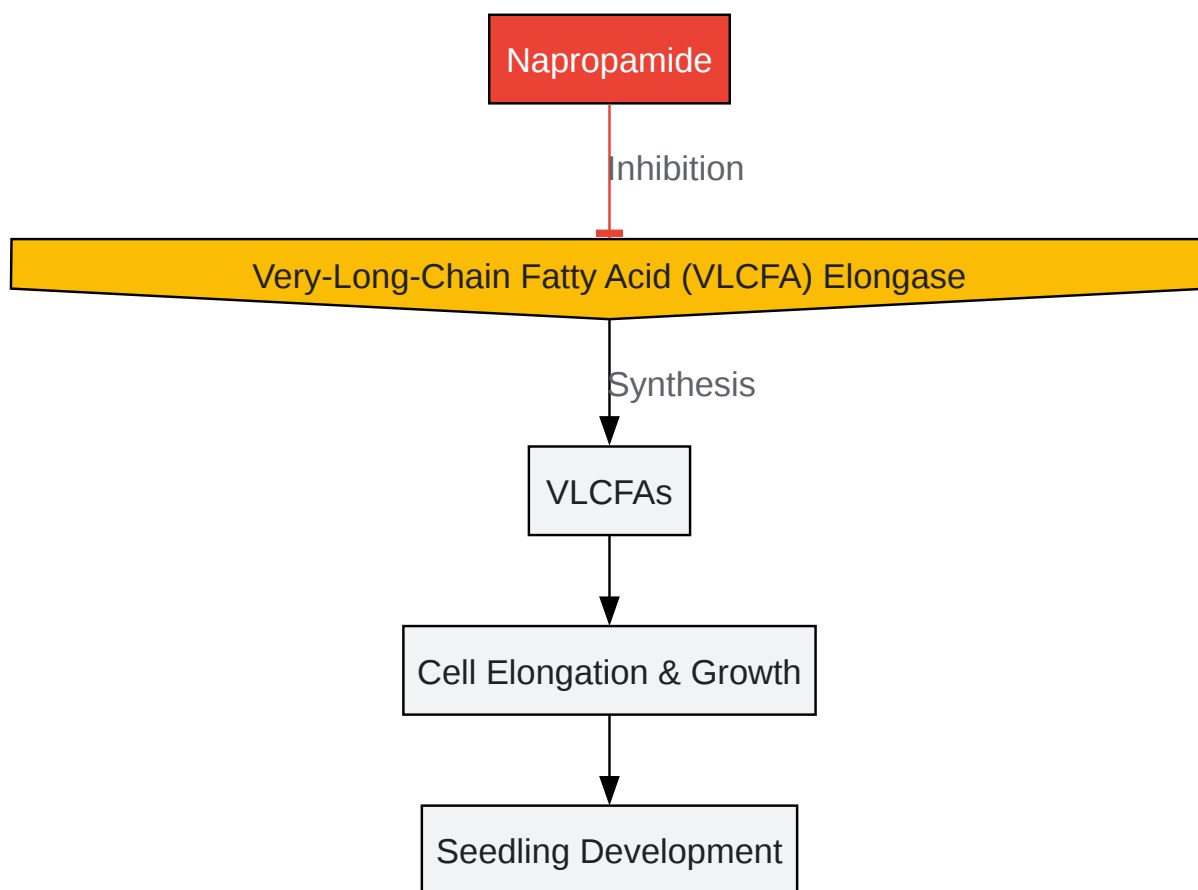 Napropamide
Inhibition
Very-Long-Chain Fatty Acid (VLCFA) Elongase
Synthesis
VLCFAs
Cell Elongation & Growth
Seedling Development